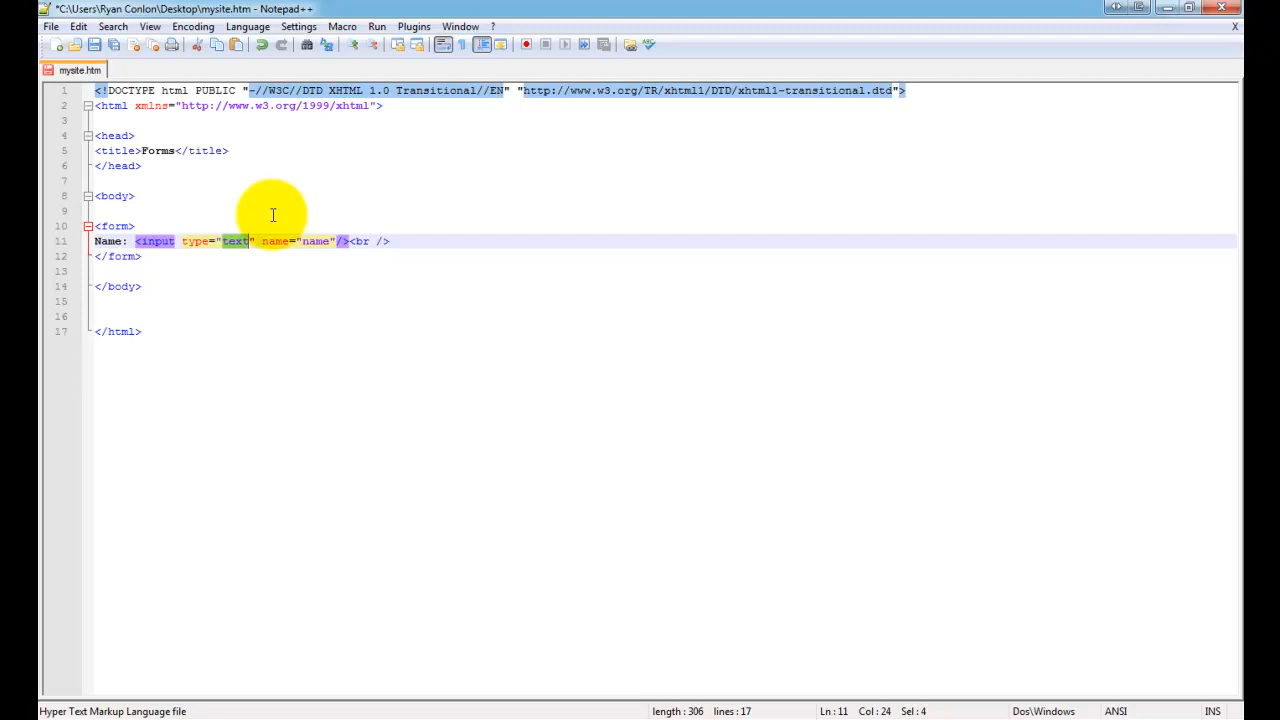 *C:\Users\Ryan Conlon\Desktop\mysite.htm - Notepad++
File Edit Search View Encoding Language Settings Macro Run Plugins Window ? X
mysite.htm
1 <!DOCTYPE html PUBLIC "-//W3C//DTD XHTML 1.0 Transitional//EN" "http://www.w3.org/TR/xhtml1/DTD/xhtml1-transitional.dtd">
2 <html xmlns="http://www.w3.org/1999/xhtml">
3
4 <head>
5 <title>Forms</title>
6 </head>
7
8 <body>
9
10 <form>
11 Name: <input type="text" name="name"/><br />
12 </form>
13
14 </body>
15
16
17 </html>
Hyper Text Markup Language file length : 306 lines : 17 Ln : 11 Col : 24 Sel : 4 Dos\Windows ANSI INS